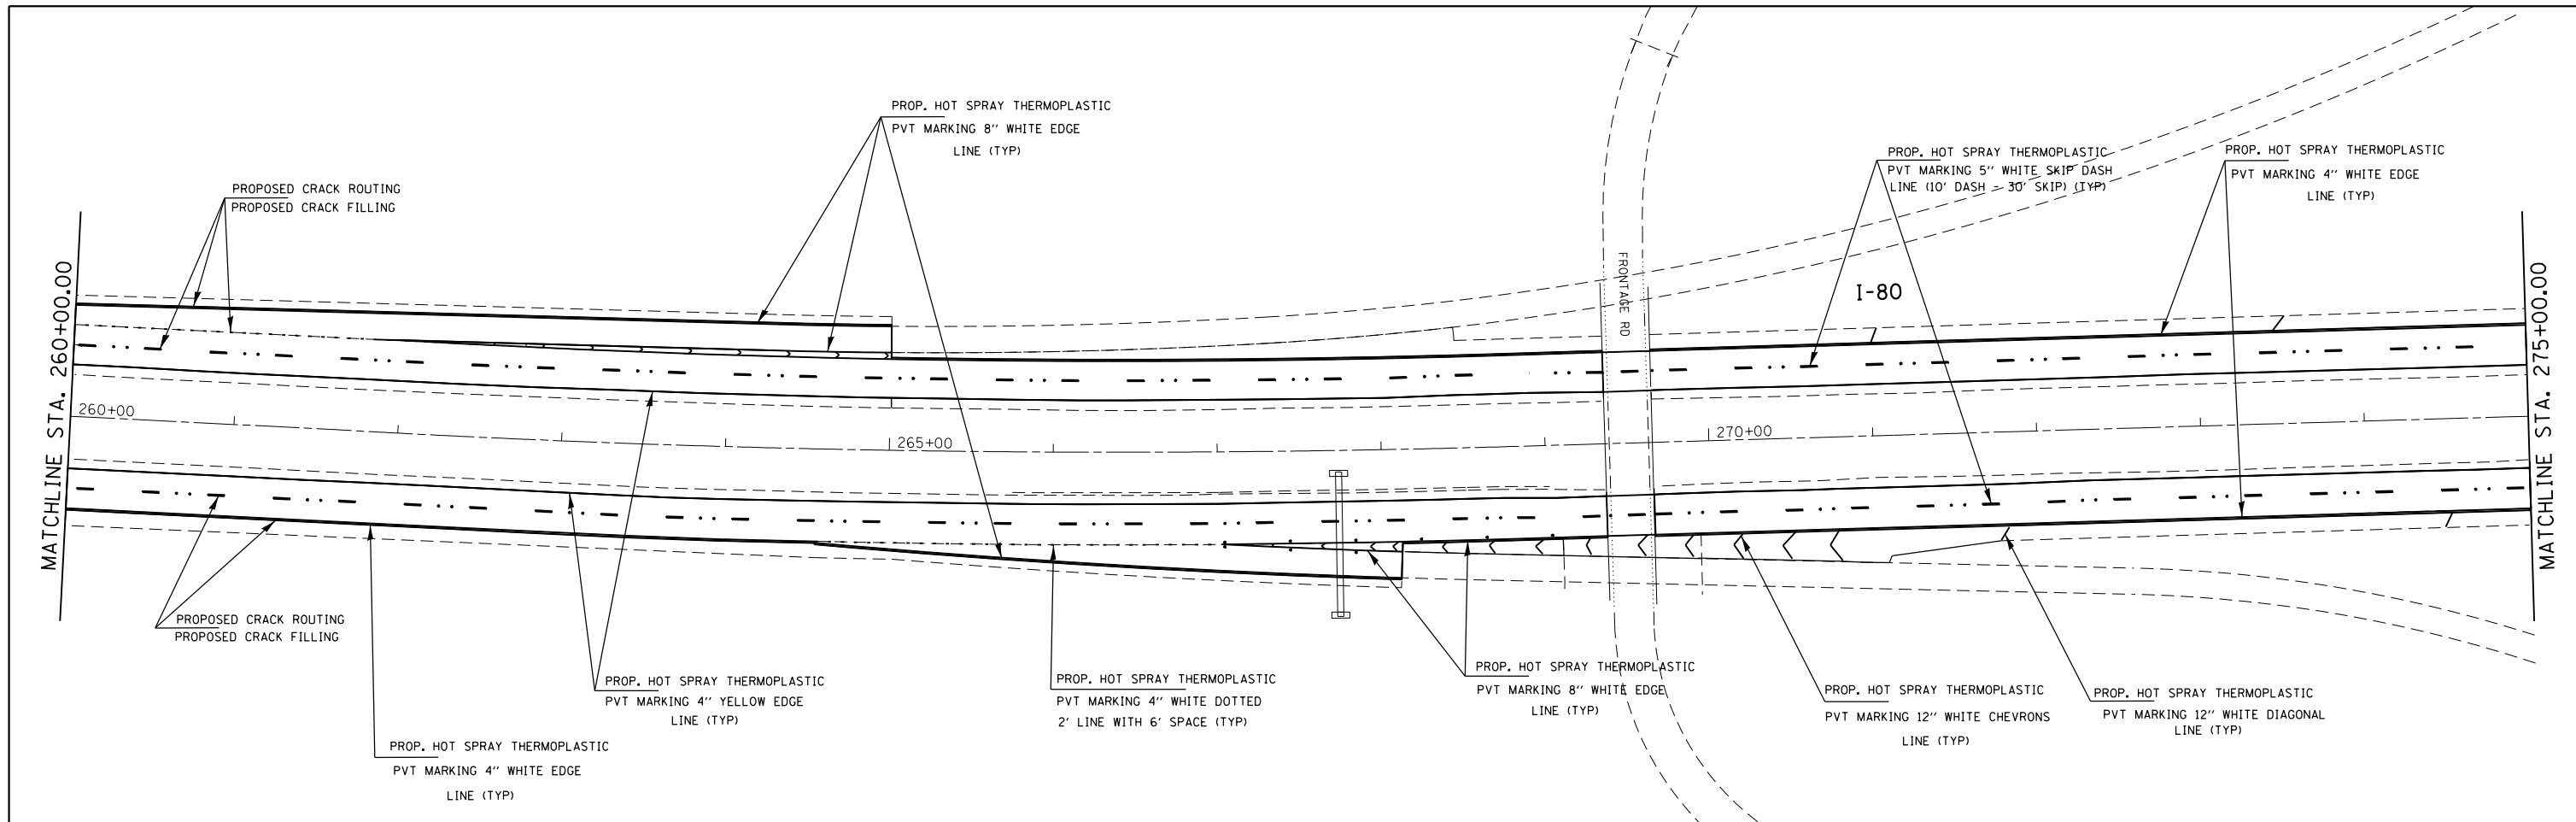 PROP. HOT SPRAY THERMOPLASTIC
PVT MARKING 8'' WHITE EDGE
LINE (TYP)
PROP. HOT SPRAY THERMOPLASTIC
PVT MARKING 5'' WHITE SKIP DASH
LINE (10' DASH - 30' SKIP) (TYP)
PROP. HOT SPRAY THERMOPLASTIC
PVT MARKING 4'' WHITE EDGE
LINE (TYP)
PROPOSED CRACK ROUTING
PROPOSED CRACK FILLING
FRONTAGE RD
I-80
MATCHLINE STA. 260+00.00
MATCHLINE STA. 275+00.00
260+00
265+00
270+00
PROPOSED CRACK ROUTING
PROPOSED CRACK FILLING
PROP. HOT SPRAY THERMOPLASTIC
PVT MARKING 4'' WHITE EDGE
LINE (TYP)
PROP. HOT SPRAY THERMOPLASTIC
PVT MARKING 4'' YELLOW EDGE
LINE (TYP)
PROP. HOT SPRAY THERMOPLASTIC
PVT MARKING 4'' WHITE DOTTED
2' LINE WITH 6' SPACE (TYP)
PROP. HOT SPRAY THERMOPLASTIC
PVT MARKING 8'' WHITE EDGE
LINE (TYP)
PROP. HOT SPRAY THERMOPLASTIC
PVT MARKING 12'' WHITE CHEVRONS
LINE (TYP)
PROP. HOT SPRAY THERMOPLASTIC
PVT MARKING 12'' WHITE DIAGONAL
LINE (TYP)